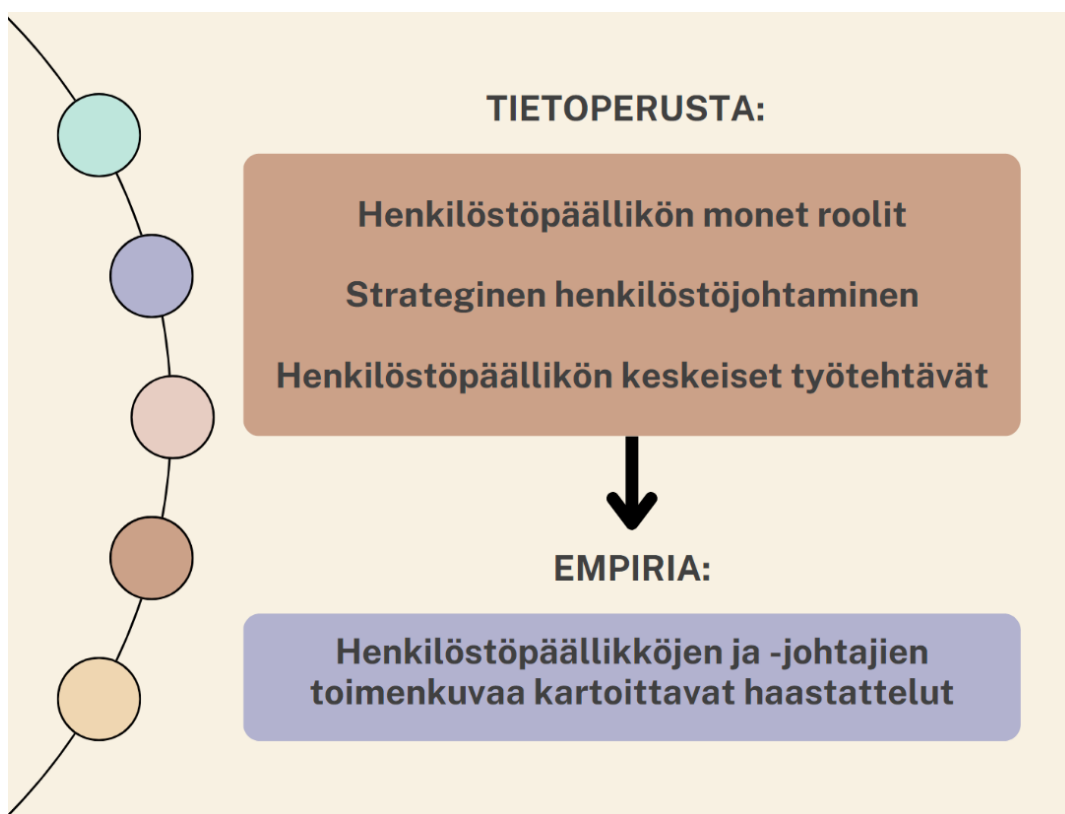 TIETOPERUSTA:
Henkilöstöpäällikön monet roolit
Strateginen henkilöstöjohtaminen
Henkilöstöpäällikön keskeiset työtehtävät
EMPIRIA:
Henkilöstöpäällikköjen ja -johtajien
toimenkuvaa kartoittavat haastattelut